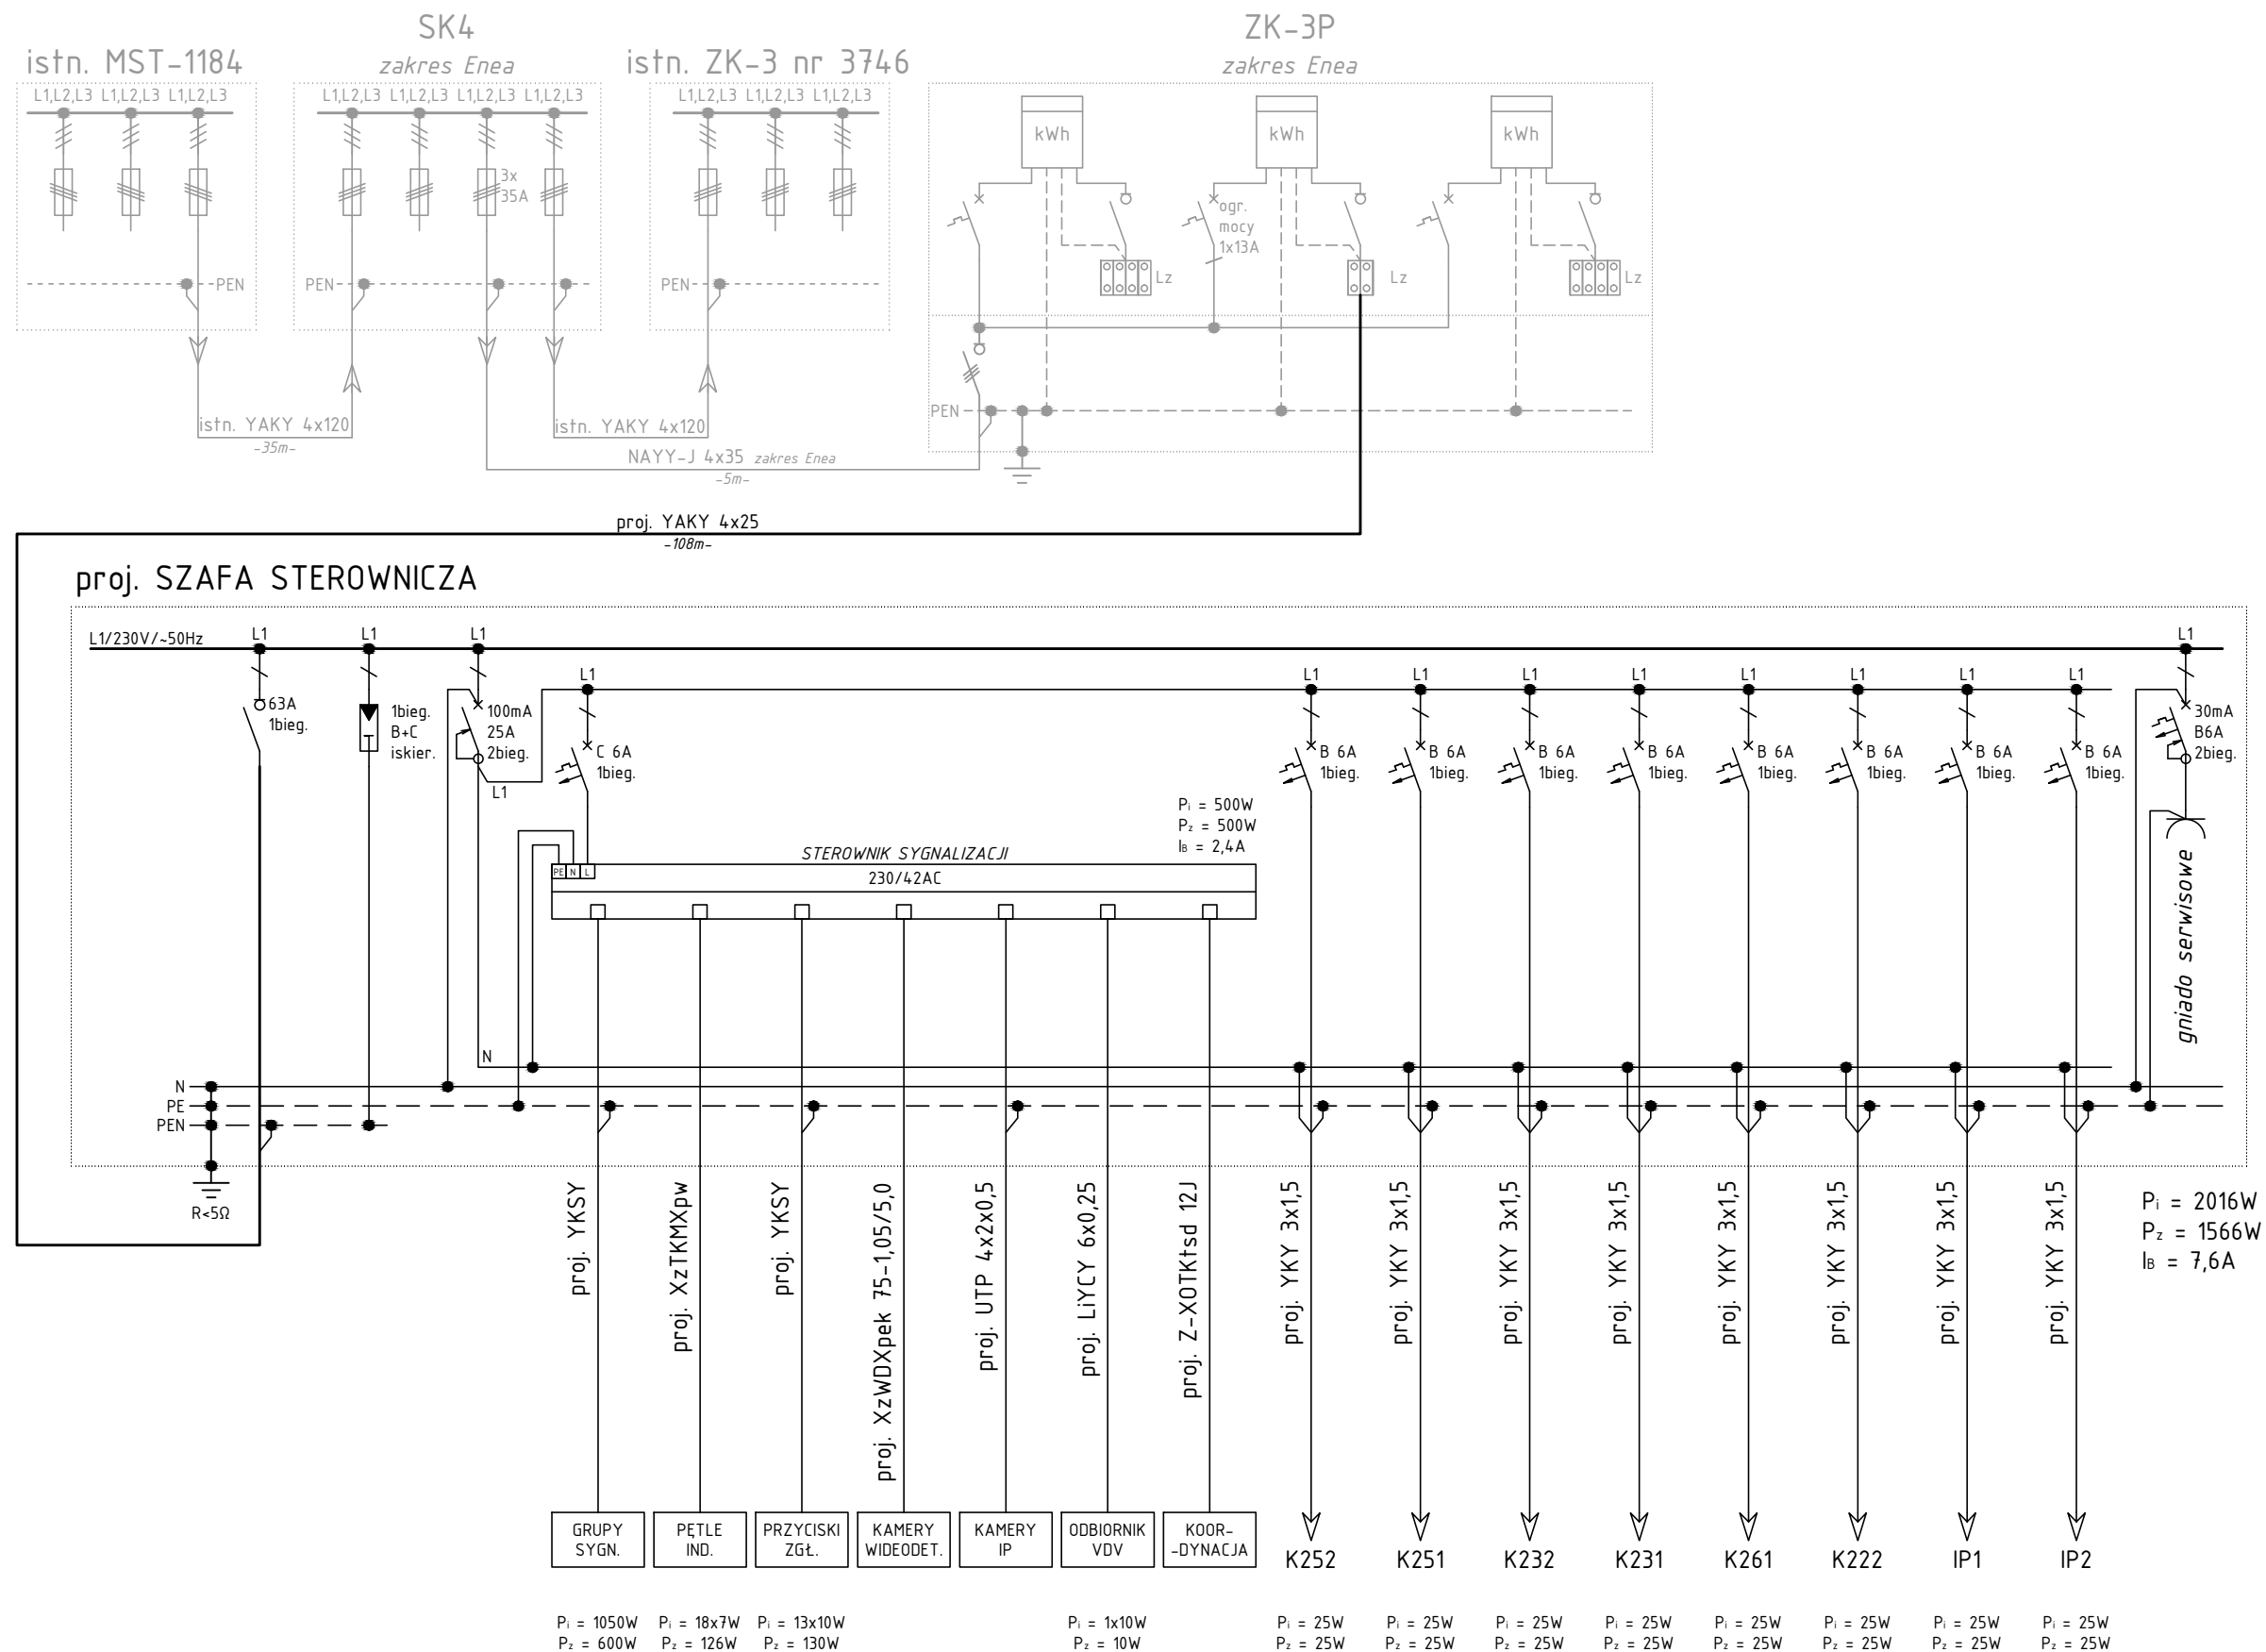 SK4
zakres Enea
istn. MST-1184
istn. ZK-3 nr 3746
ZK-3P
zakres Enea
L1,L2,L3 L1,L2,L3 L1,L2,L3
L1,L2,L3 L1,L2,L3 L1,L2,L3 L1,L2,L3
L1,L2,L3 L1,L2,L3 L1,L2,L3
kWh kWh kWh
3x
35A
ogr.
mocy
1x13A
Lz Lz Lz
PEN PEN PEN
PEN
istn. YAKY 4x120
-35m-
istn. YAKY 4x120
NAYY-J 4x35 zakres Enea
-5m-
proj. YAKY 4x25
-108m-
proj. SZAFA STEROWNICZA
L1/230V/~50Hz
L1 L1 L1 L1
L1 L1 L1 L1 L1 L1 L1 L1 L1
63A
1bieg.
1bieg.
B+C
iskier.
100mA
25A
2bieg.
L1
C 6A
1bieg.
B 6A
1bieg.
B 6A
1bieg.
B 6A
1bieg.
B 6A
1bieg.
B 6A
1bieg.
B 6A
1bieg.
B 6A
1bieg.
B 6A
1bieg.
30mA
B6A
2bieg.
Pi = 500W
Pz = 500W
IB = 2,4A
STEROWNIK SYGNALIZACJI
PE N L
230/42AC
gniado serwisowe
N
N
PE
PEN
R<5Ω
proj. YKSY
proj. XzTKMXpw
proj. YKSY
proj. XzWDXpek 75-1,05/5,0
proj. UTP 4x2x0,5
proj. LiYCY 6x0,25
proj. Z-XOTKtsd 12J
proj. YKY 3x1,5
proj. YKY 3x1,5
proj. YKY 3x1,5
proj. YKY 3x1,5
proj. YKY 3x1,5
proj. YKY 3x1,5
proj. YKY 3x1,5
proj. YKY 3x1,5
Pi = 2016W
Pz = 1566W
IB = 7,6A
GRUPY
SYGN.
PĘTLE
IND.
PRZYCISKI
ZGŁ.
KAMERY
WIDEODET.
KAMERY
IP
ODBIORNIK
VDV
KOOR-
-DYNACJA
K252 K251 K232 K231 K261 K222 IP1 IP2
Pi = 1050W Pi = 18x7W Pi = 13x10W Pi = 1x10W Pi = 25W Pi = 25W Pi = 25W Pi = 25W Pi = 25W Pi = 25W Pi = 25W Pi = 25W
Pz = 600W Pz = 126W Pz = 130W Pz = 10W Pz = 25W Pz = 25W Pz = 25W Pz = 25W Pz = 25W Pz = 25W Pz = 25W Pz = 25W